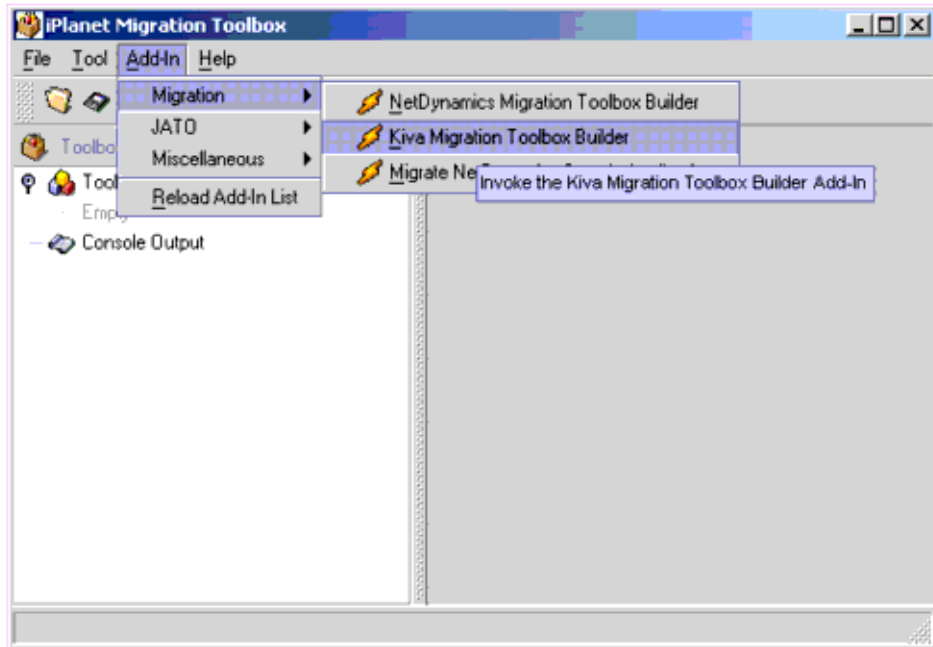 iPlanet Migration Toolbox
File Tool Add-In Help
Migration
NetDynamics Migration Toolbox Builder
JATO
Kiva Migration Toolbox Builder
Miscellaneous
Migrate
Invoke the Kiva Migration Toolbox Builder Add-In
Reload Add-In List
Console Output